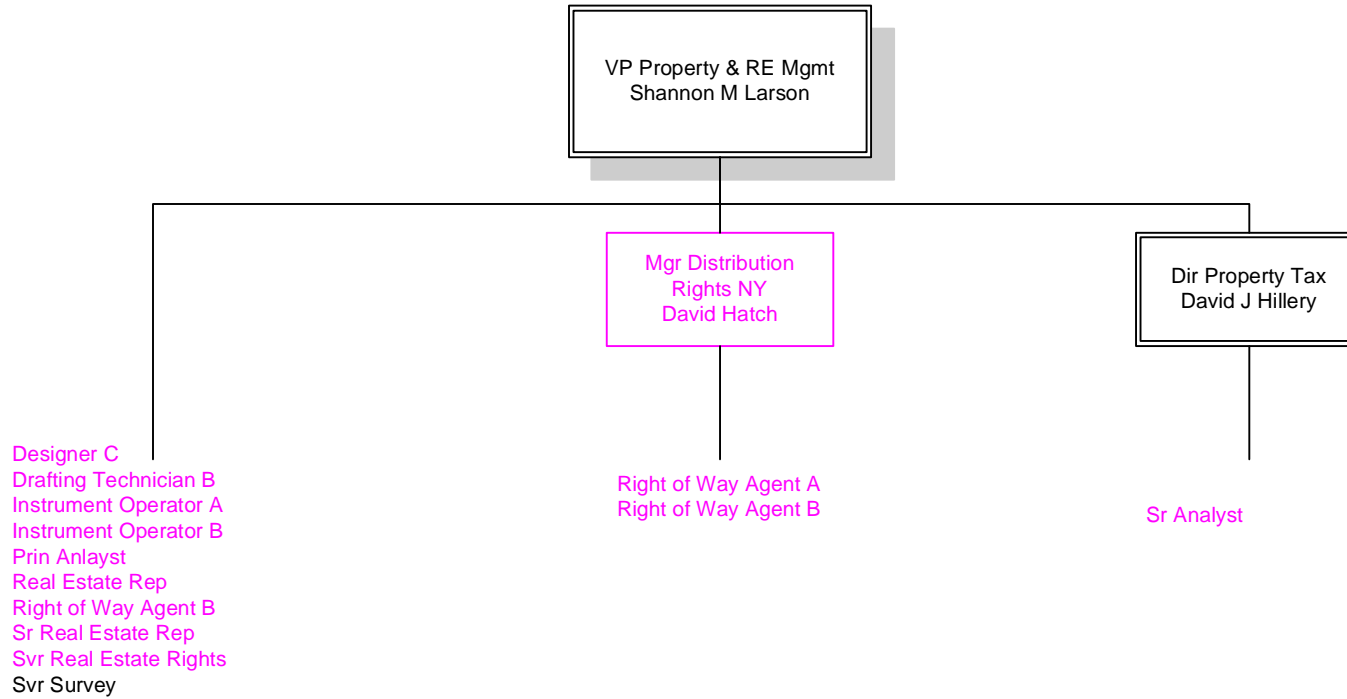 VP Property & RE Mgmt
Shannon M Larson
Mgr Distribution
Rights NY
David Hatch
Dir Property Tax
David J Hillery
Designer C
Drafting Technician B
Instrument Operator A
Instrument Operator B
Prin Anlayst
Real Estate Rep
Right of Way Agent B
Sr Real Estate Rep
Svr Real Estate Rights
Svr Survey
Right of Way Agent A
Right of Way Agent B
Sr Analyst